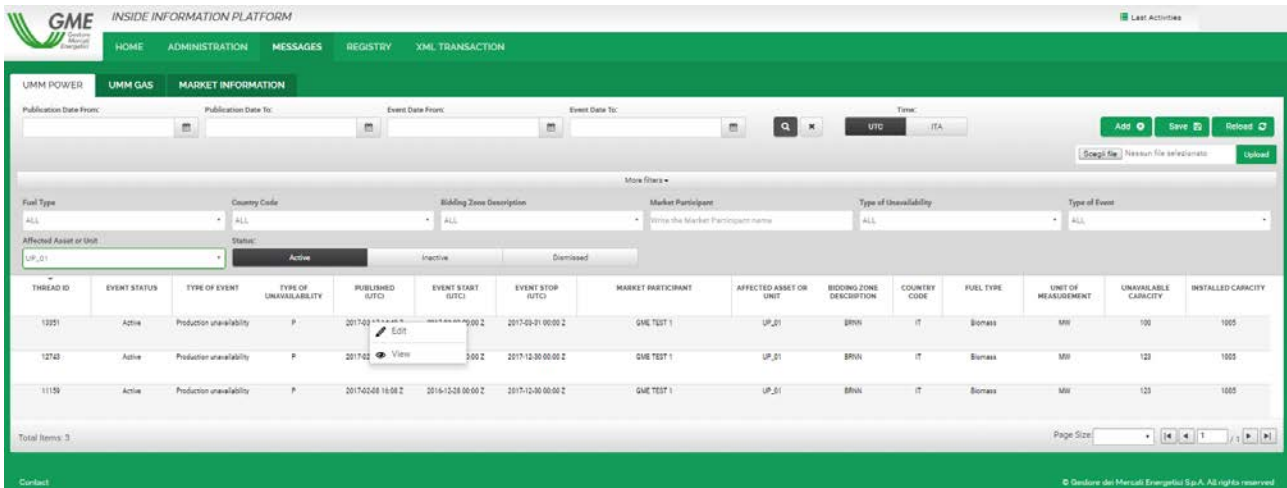 GME
Gestore
Mercati
Energetici
INSIDE INFORMATION PLATFORM
Last Activities
HOME ADMINISTRATION MESSAGES REGISTRY XML TRANSACTION
UMM POWER UMM GAS MARKET INFORMATION
Publication Date From: Publication Date To: Event Date From: Event Date To: Time:
UTC ITA
Add Save Reload
Scegli file Nessun file selezionato Upload
More filters
Fuel Type Country Code Bidding Zone Description Market Participant Type of Unavailability Type of Event
ALL ALL ALL Write the Market Participant name ALL ALL
Affected Asset or Unit Status:
UP_01 Active Inactive Dismissed
THREAD ID EVENT STATUS TYPE OF EVENT TYPE OF UNAVAILABILITY PUBLISHED (UTC) EVENT START (UTC) EVENT STOP (UTC) MARKET PARTICIPANT AFFECTED ASSET OR UNIT BIDDING ZONE DESCRIPTION COUNTRY CODE FUEL TYPE UNIT OF MEASUREMENT UNAVAILABLE CAPACITY INSTALLED CAPACITY
13351 Active Production unavailability P 2017-03-31 00:00 Z GME TEST 1 UP_01 BRNN IT Biomass MW 100 1005
Edit
View
12743 Active Production unavailability P 2017-12-30 00:00 Z GME TEST 1 UP_01 BRNN IT Biomass MW 123 1005
11159 Active Production unavailability P 2017-02-08 16:08 Z 2016-12-28 00:00 Z 2017-12-30 00:00 Z GME TEST 1 UP_01 BRNN IT Biomass MW 123 1005
Total Items: 3
Page Size: 1 / 1
Contact
© Gestore dei Mercati Energetici S.p.A. All rights reserved